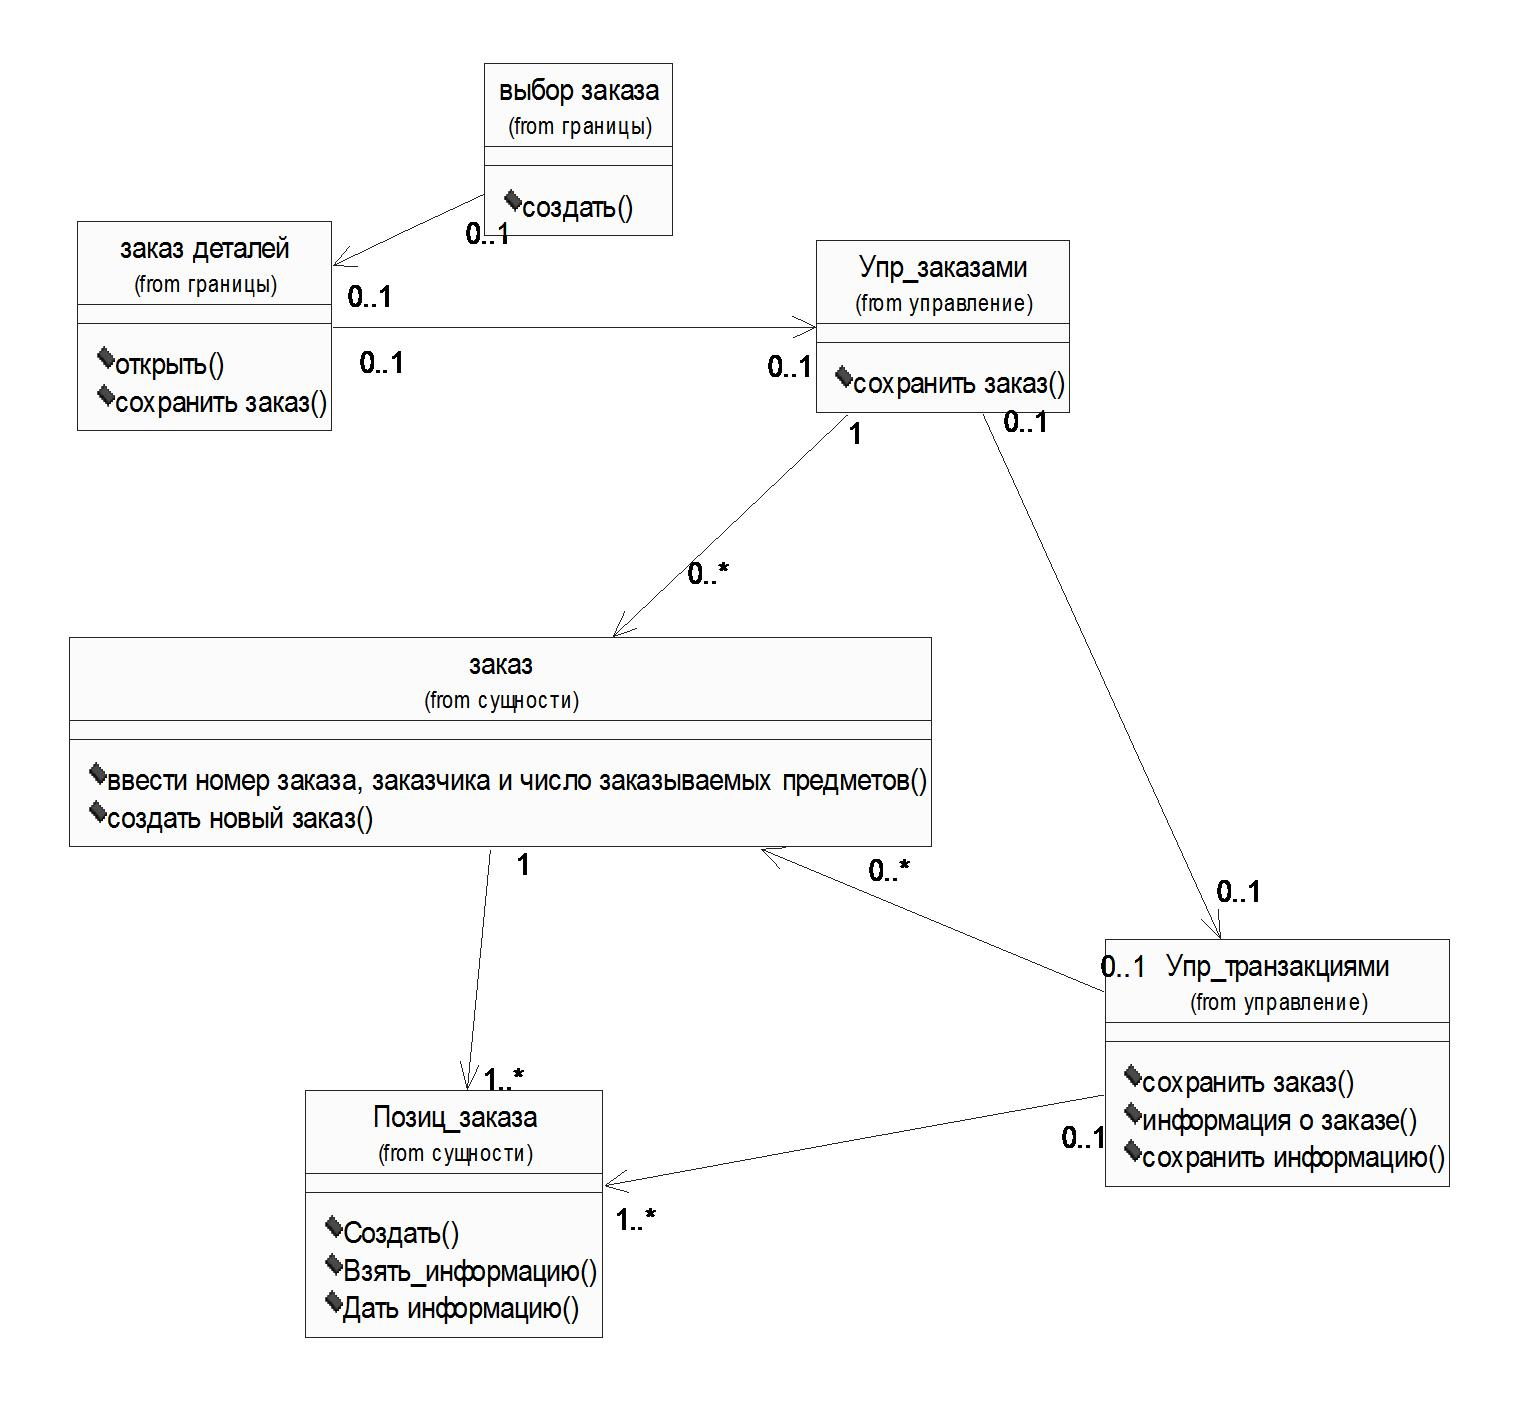 выбор заказа
(from границы)
создать()
0..1
заказ деталей
(from границы)
0..1
открыть()
сохранить заказ()
0..1
0..1
Упр_заказами
(from управление)
сохранить заказ()
1
0..1
0..*
0..1
заказ
(from сущности)
ввести номер заказа, заказчика и число заказываемых предметов()
создать новый заказ()
1
0..*
0..1
Упр_транзакциями
(from управление)
сохранить заказ()
информация о заказе()
сохранить информацию()
0..1
1..*
1..*
Позиц_заказа
(from сущности)
Создать()
Взять_информацию()
Дать информацию()